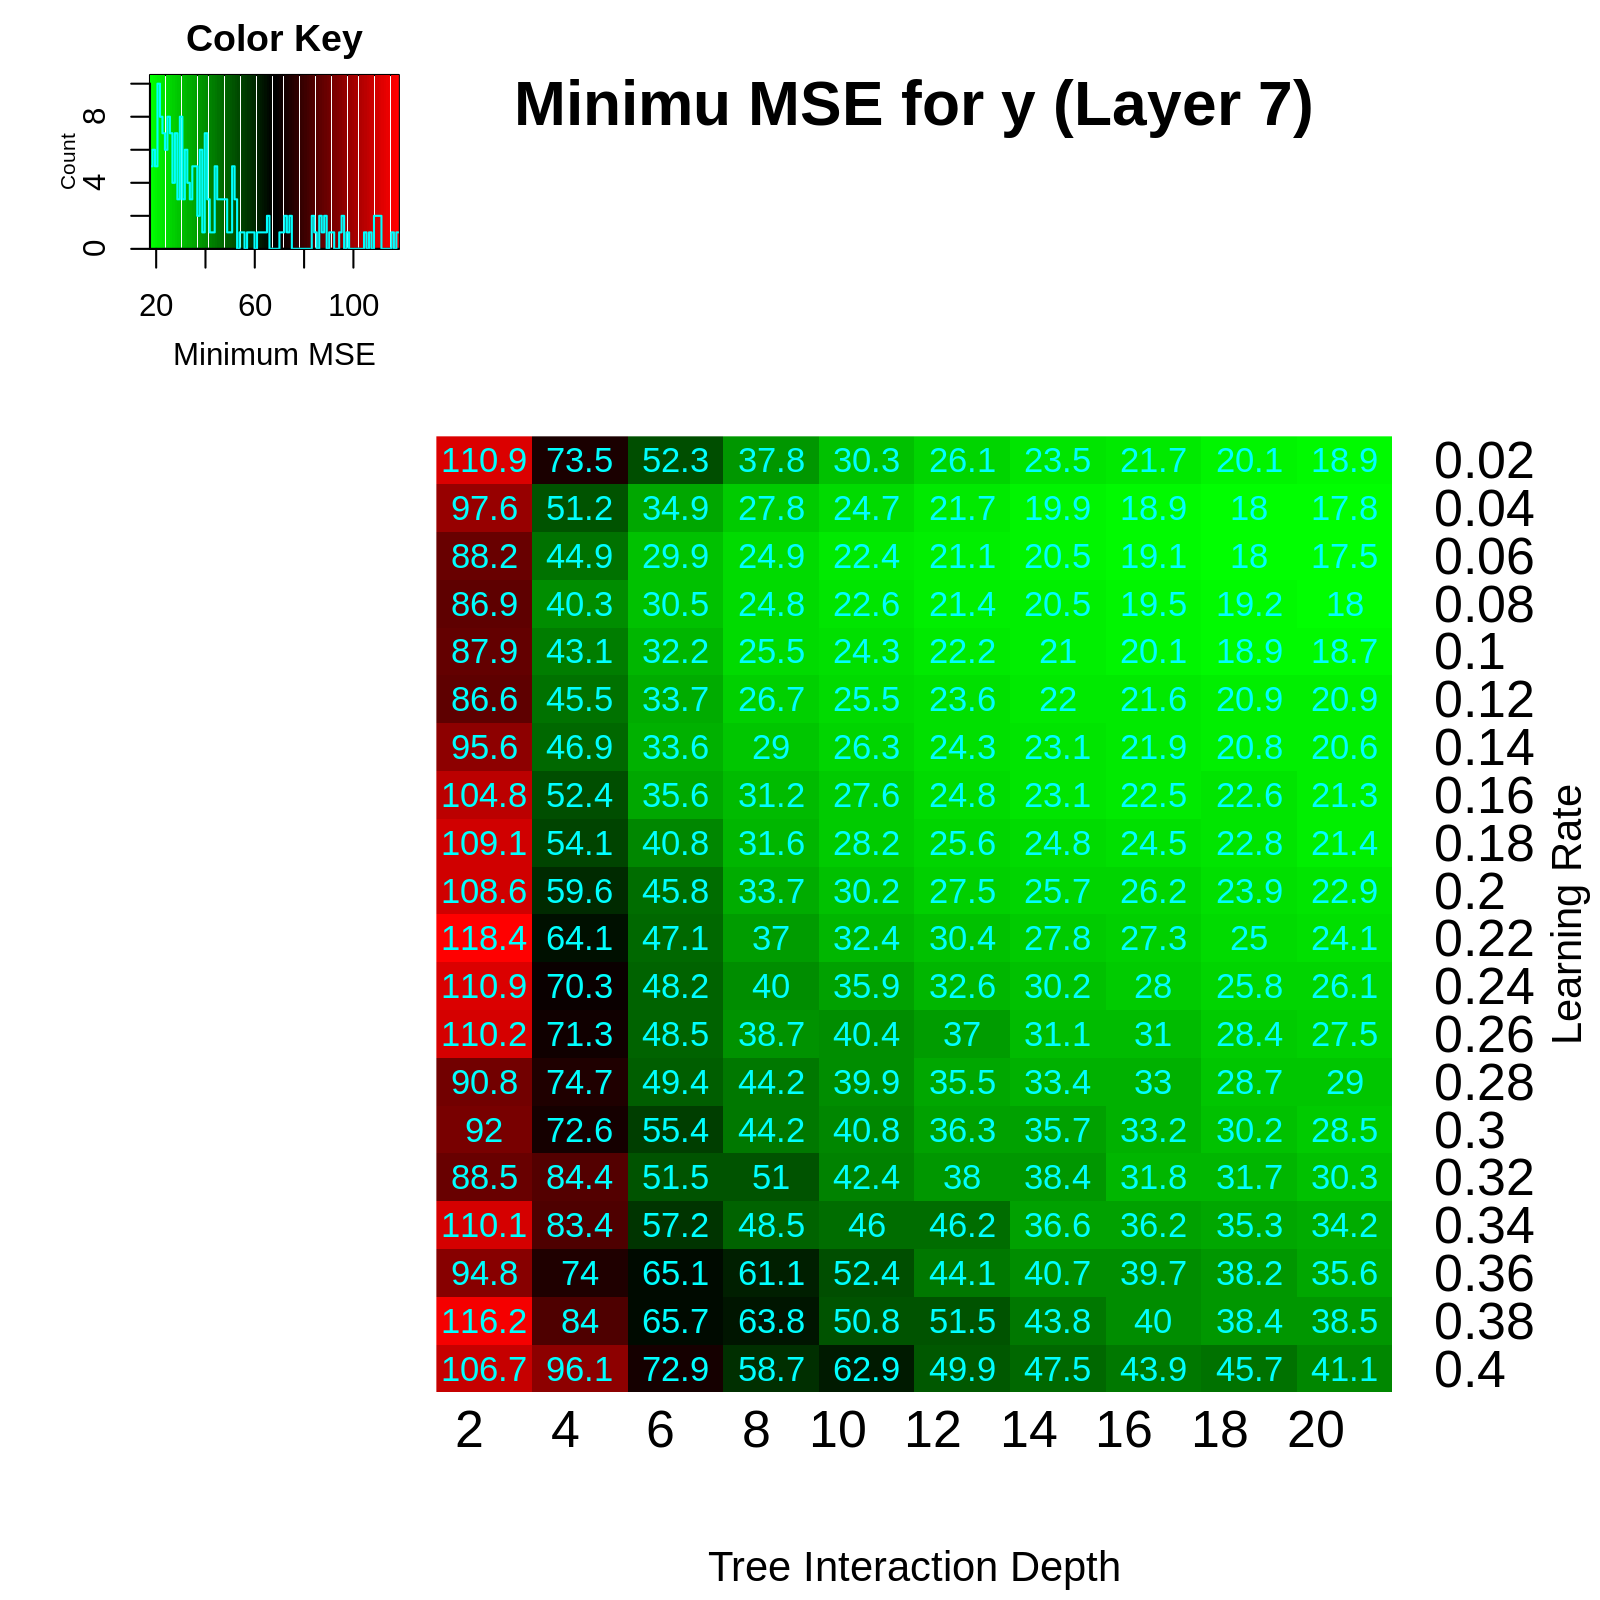 Color Key
Minimu MSE for y (Layer 7)
Count
0 4 8
20 60 100
Minimum MSE
110.9 73.5 52.3 37.8 30.3 26.1 23.5 21.7 20.1 18.9 0.02
97.6 51.2 34.9 27.8 24.7 21.7 19.9 18.9 18 17.8 0.04
88.2 44.9 29.9 24.9 22.4 21.1 20.5 19.1 18 17.5 0.06
86.9 40.3 30.5 24.8 22.6 21.4 20.5 19.5 19.2 18 0.08
87.9 43.1 32.2 25.5 24.3 22.2 21 20.1 18.9 18.7 0.1
86.6 45.5 33.7 26.7 25.5 23.6 22 21.6 20.9 20.9 0.12
95.6 46.9 33.6 29 26.3 24.3 23.1 21.9 20.8 20.6 0.14
104.8 52.4 35.6 31.2 27.6 24.8 23.1 22.5 22.6 21.3 0.16
109.1 54.1 40.8 31.6 28.2 25.6 24.8 24.5 22.8 21.4 0.18
108.6 59.6 45.8 33.7 30.2 27.5 25.7 26.2 23.9 22.9 0.2
118.4 64.1 47.1 37 32.4 30.4 27.8 27.3 25 24.1 0.22
110.9 70.3 48.2 40 35.9 32.6 30.2 28 25.8 26.1 0.24
110.2 71.3 48.5 38.7 40.4 37 31.1 31 28.4 27.5 0.26
90.8 74.7 49.4 44.2 39.9 35.5 33.4 33 28.7 29 0.28
92 72.6 55.4 44.2 40.8 36.3 35.7 33.2 30.2 28.5 0.3
88.5 84.4 51.5 51 42.4 38 38.4 31.8 31.7 30.3 0.32
110.1 83.4 57.2 48.5 46 46.2 36.6 36.2 35.3 34.2 0.34
94.8 74 65.1 61.1 52.4 44.1 40.7 39.7 38.2 35.6 0.36
116.2 84 65.7 63.8 50.8 51.5 43.8 40 38.4 38.5 0.38
106.7 96.1 72.9 58.7 62.9 49.9 47.5 43.9 45.7 41.1 0.4
Learning Rate
2 4 6 8 10 12 14 16 18 20
Tree Interaction Depth